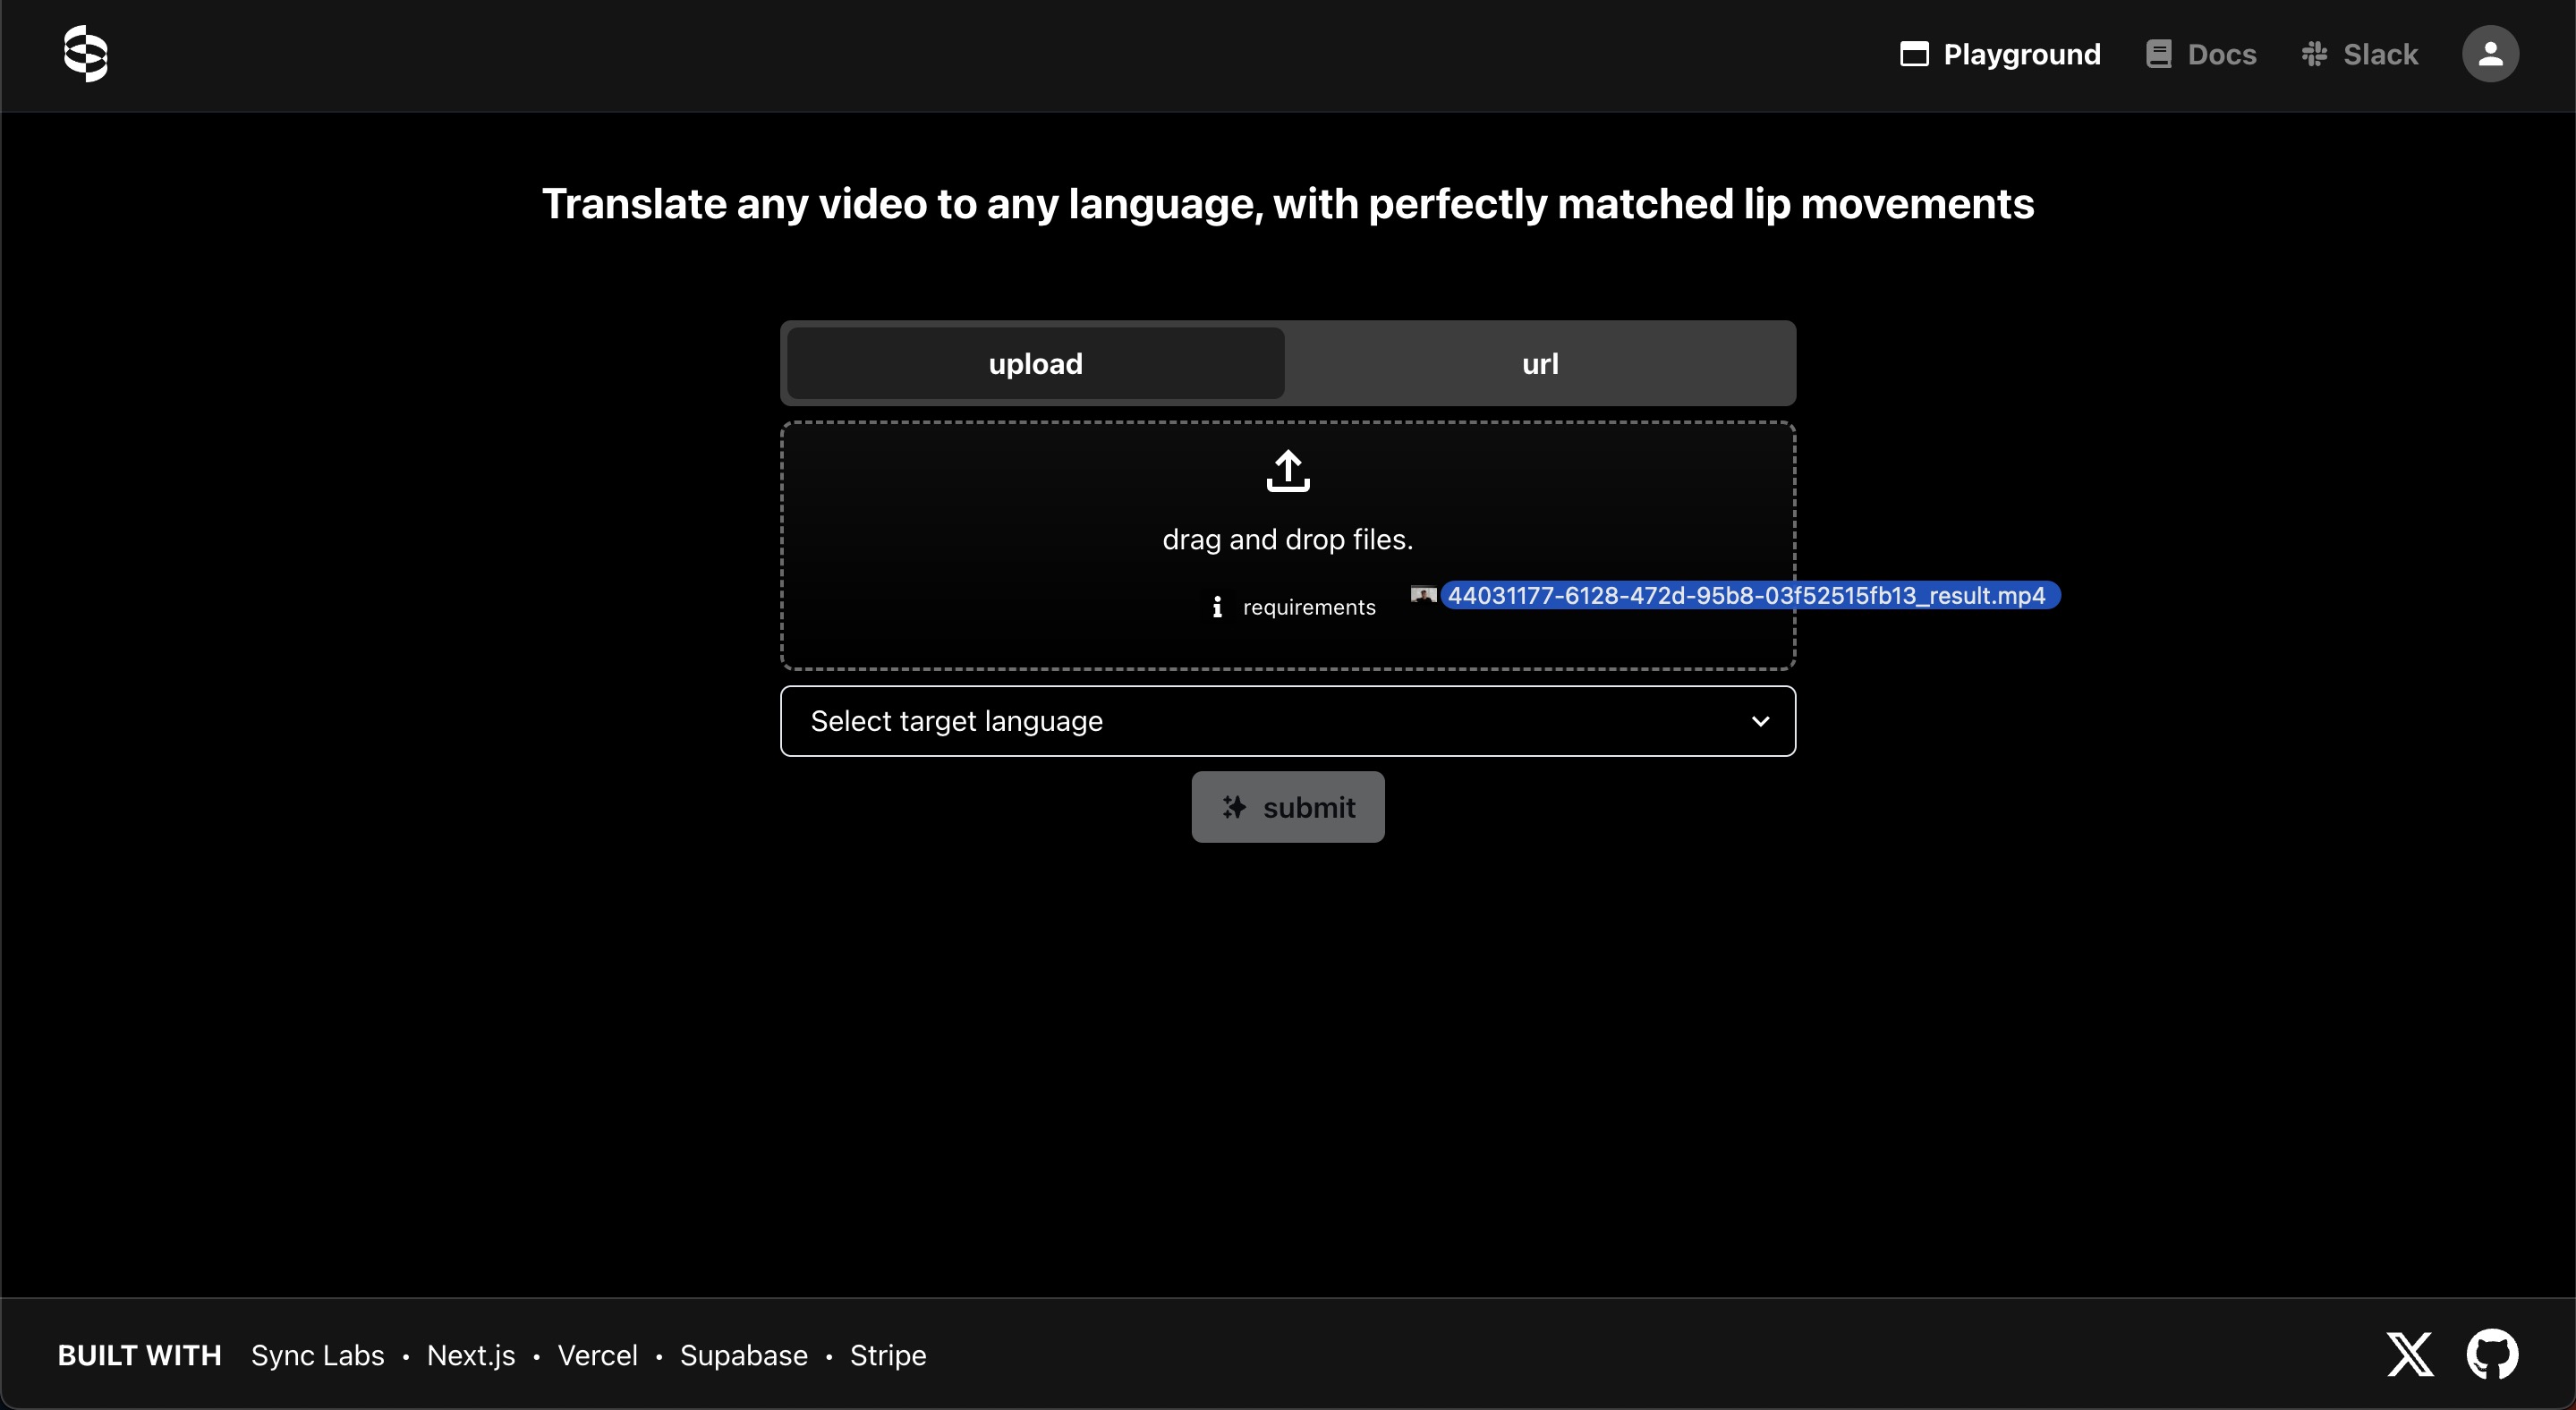 Playground Docs Slack
Translate any video to any language, with perfectly matched lip movements
upload
url
drag and drop files.
requirements
44031177-6128-472d-95b8-03f52515fb13_result.mp4
Select target language
submit
BUILT WITH Sync Labs • Next.js • Vercel • Supabase • Stripe